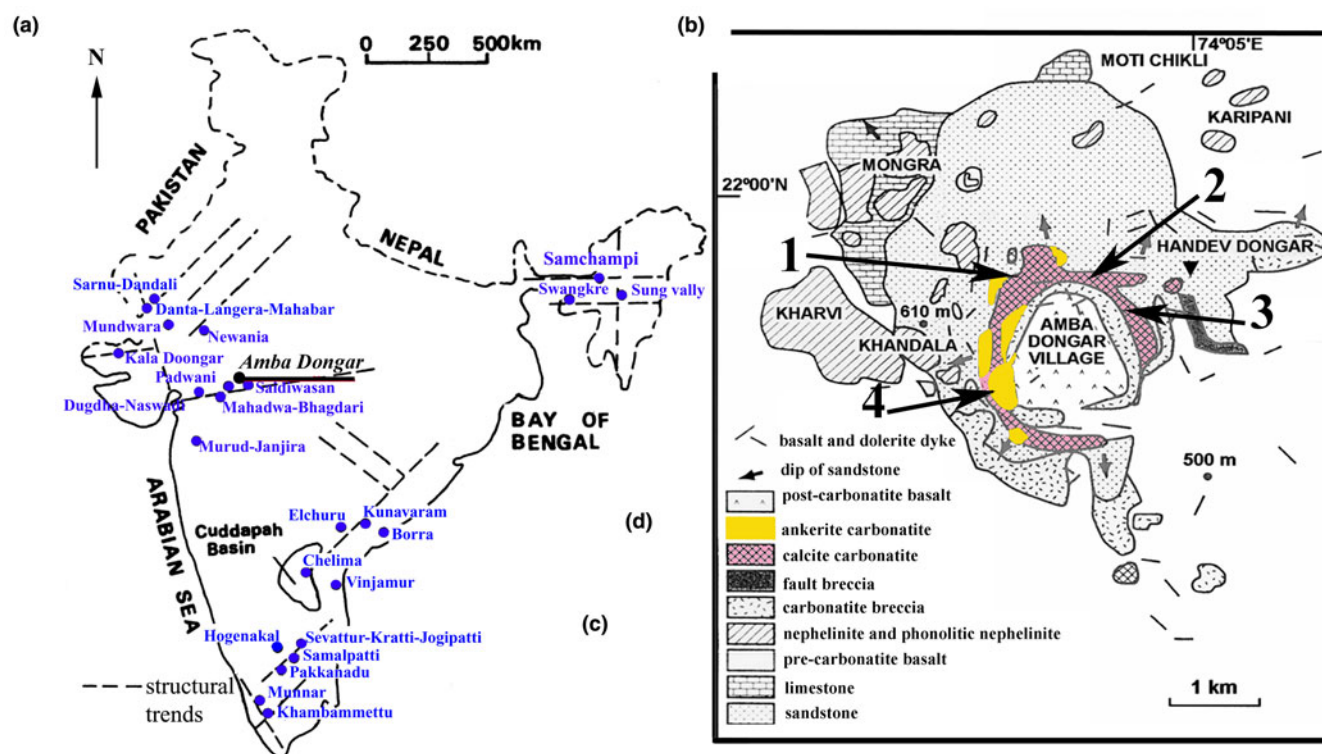 (a)
N
0 250 500km
PAKISTAN
NEPAL
Samchampi
Swangkre
Sung vally
Sarnu-Dandali
Danta-Langera-Mahabar
Mundwara
Newania
Kala Doongar
Amba Dongar
Padwani
Saidiwasan
Dugdha-Naswadi
Mahadwa-Bhagdari
BAY OF
BENGAL
Murud-Janjira
ARABIAN SEA
Elchuru
Kunavaram
Cuddapah
Basin
Borra
(d)
Chelima
Vinjamur
Hogenakal
Sevattur-Kratti-Jogipatti
(c)
Samalpatti
Pakkanadu
structural
trends
Munnar
Khambammettu
(b)
74°05'E
MOTI CHIKLI
KARIPANI
MONGRA
22°00'N
2
HANDEV DONGAR
1
KHARVI
610 m
3
AMBA
DONGAR
VILLAGE
KHANDALA
4
basalt and dolerite dyke
dip of sandstone
500 m
post-carbonatite basalt
ankerite carbonatite
calcite carbonatite
fault breccia
carbonatite breccia
nephelinite and phonolitic nephelinite
pre-carbonatite basalt
limestone
sandstone
1 km